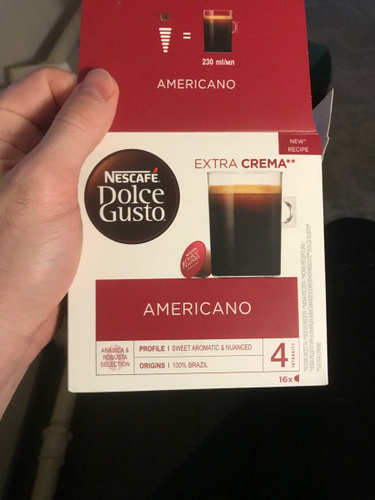 =
230 ml/мл
AMERICANO
NEW*
RECIPE
EXTRA CREMA**
NESCAFÉ
Dolce
Gusto
AMERICANO
ARABICA &
ROBUSTA
SELECTION
PROFILE | SWEET AROMATIC & NUANCED
ORIGINS | 100% BRAZIL
4
INTENSITY
16x